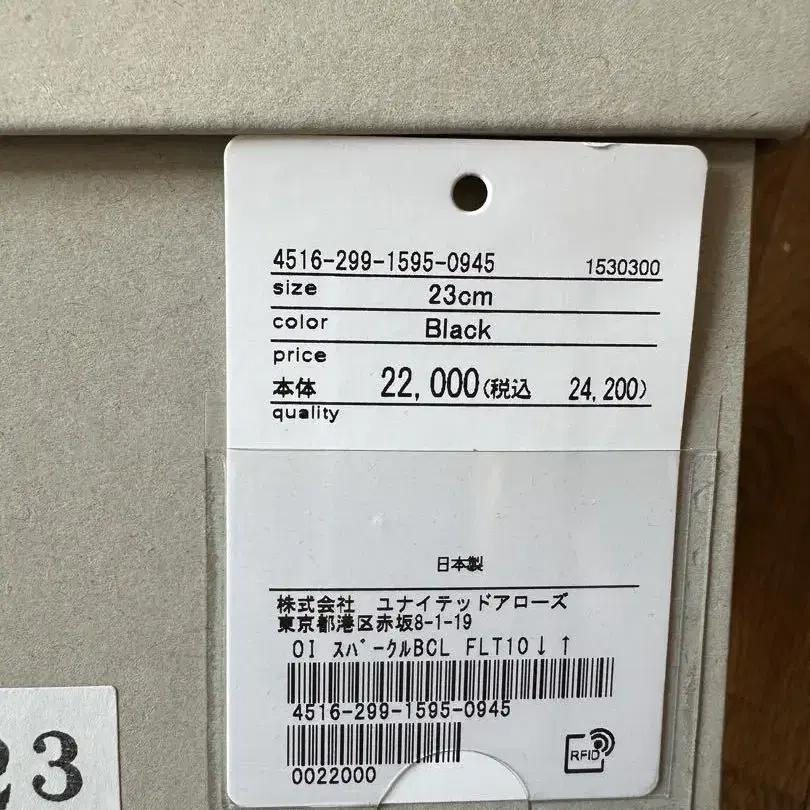 4516-299-1595-0945 1530300
size 23cm
color Black
price
本体 22,000(税込 24,200)
quality
日本製
株式会社 ユナイテッドアローズ
東京都港区赤坂8-1-19
OI スパークルBCL FLT10↓ ↑
4516-299-1595-0945
0022000
RFID
23